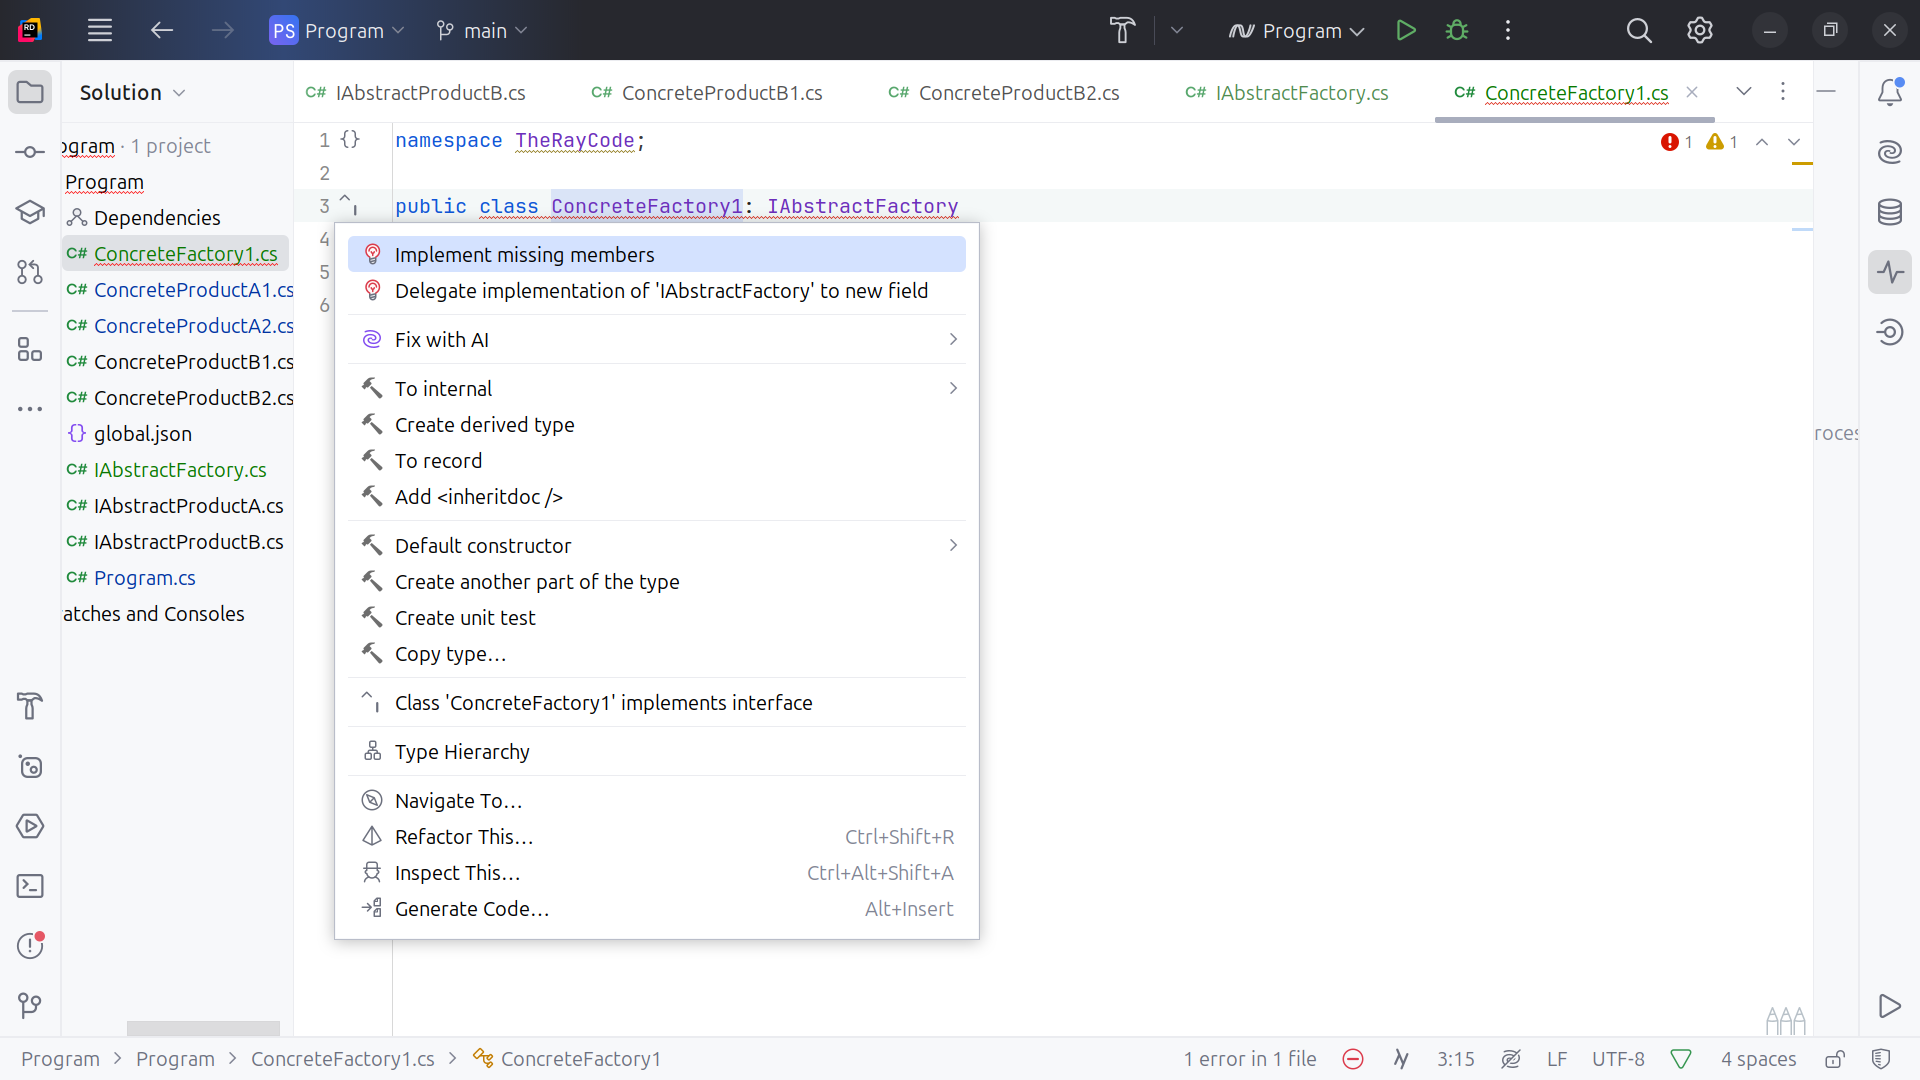 PS Program main Program
Solution
C# IAbstractProductB.cs C# ConcreteProductB1.cs C# ConcreteProductB2.cs C# IAbstractFactory.cs C# ConcreteFactory1.cs
ogram · 1 project
Program
Dependencies
C# ConcreteFactory1.cs
C# ConcreteProductA1.cs
C# ConcreteProductA2.cs
C# ConcreteProductB1.cs
C# ConcreteProductB2.cs
{} global.json
C# IAbstractFactory.cs
C# IAbstractProductA.cs
C# IAbstractProductB.cs
C# Program.cs
atches and Consoles
1 {} namespace TheRayCode;
2
3 public class ConcreteFactory1: IAbstractFactory
4
5
6
1 1
Implement missing members
Delegate implementation of 'IAbstractFactory' to new field
Fix with AI
To internal
Create derived type
To record
Add <inheritdoc />
Default constructor
Create another part of the type
Create unit test
Copy type…
Class 'ConcreteFactory1' implements interface
Type Hierarchy
Navigate To…
Refactor This… Ctrl+Shift+R
Inspect This… Ctrl+Alt+Shift+A
Generate Code… Alt+Insert
roces
Program > Program > ConcreteFactory1.cs > ConcreteFactory1
1 error in 1 file 3:15 LF UTF-8 4 spaces